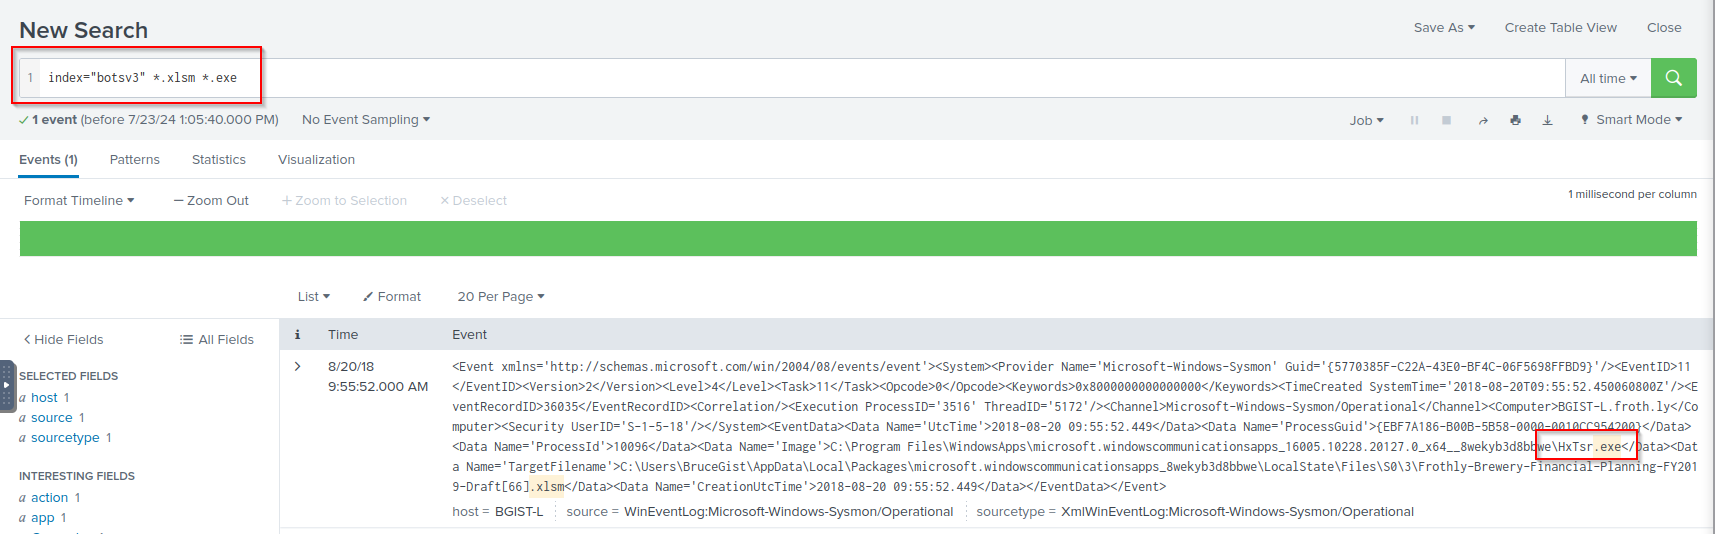 New Search
Save As Create Table View Close
1 index="botsv3" *.xlsm *.exe
All time
1 event (before 7/23/24 1:05:40.000 PM) No Event Sampling
Job Smart Mode
Events (1) Patterns Statistics Visualization
Format Timeline — Zoom Out + Zoom to Selection × Deselect
1 millisecond per column
List Format 20 Per Page
< Hide Fields All Fields
SELECTED FIELDS
a host 1
a source 1
a sourcetype 1
INTERESTING FIELDS
a action 1
a app 1
i Time Event
> 8/20/18
9:55:52.000 AM
<Event xmlns='http://schemas.microsoft.com/win/2004/08/events/event'><System><Provider Name='Microsoft-Windows-Sysmon' Guid='{5770385F-C22A-43E0-BF4C-06F5698FFBD9}'/><EventID>11
</EventID><Version>2</Version><Level>4</Level><Task>11</Task><Opcode>0</Opcode><Keywords>0x8000000000000000</Keywords><TimeCreated SystemTime='2018-08-20T09:55:52.450060800Z'/><E
ventRecordID>36035</EventRecordID><Correlation/><Execution ProcessID='3516' ThreadID='5172'/><Channel>Microsoft-Windows-Sysmon/Operational</Channel><Computer>BGIST-L.froth.ly</Co
mputer><Security UserID='S-1-5-18'/></System><EventData><Data Name='UtcTime'>2018-08-20 09:55:52.449</Data><Data Name='ProcessGuid'>{EBF7A186-B00B-5B58-0000-0010CC954200}</Data>
<Data Name='ProcessId'>10096</Data><Data Name='Image'>C:\Program Files\WindowsApps\microsoft.windowscommunicationsapps_16005.10228.20127.0_x64__8wekyb3d8bbwe\HxTsr.exe</Data><Dat
a Name='TargetFilename'>C:\Users\BruceGist\AppData\Local\Packages\microsoft.windowscommunicationsapps_8wekyb3d8bbwe\LocalState\Files\S0\3\Frothly-Brewery-Financial-Planning-FY201
9-Draft[66].xlsm</Data><Data Name='CreationUtcTime'>2018-08-20 09:55:52.449</Data></EventData></Event>
host = BGIST-L source = WinEventLog:Microsoft-Windows-Sysmon/Operational sourcetype = XmlWinEventLog:Microsoft-Windows-Sysmon/Operational